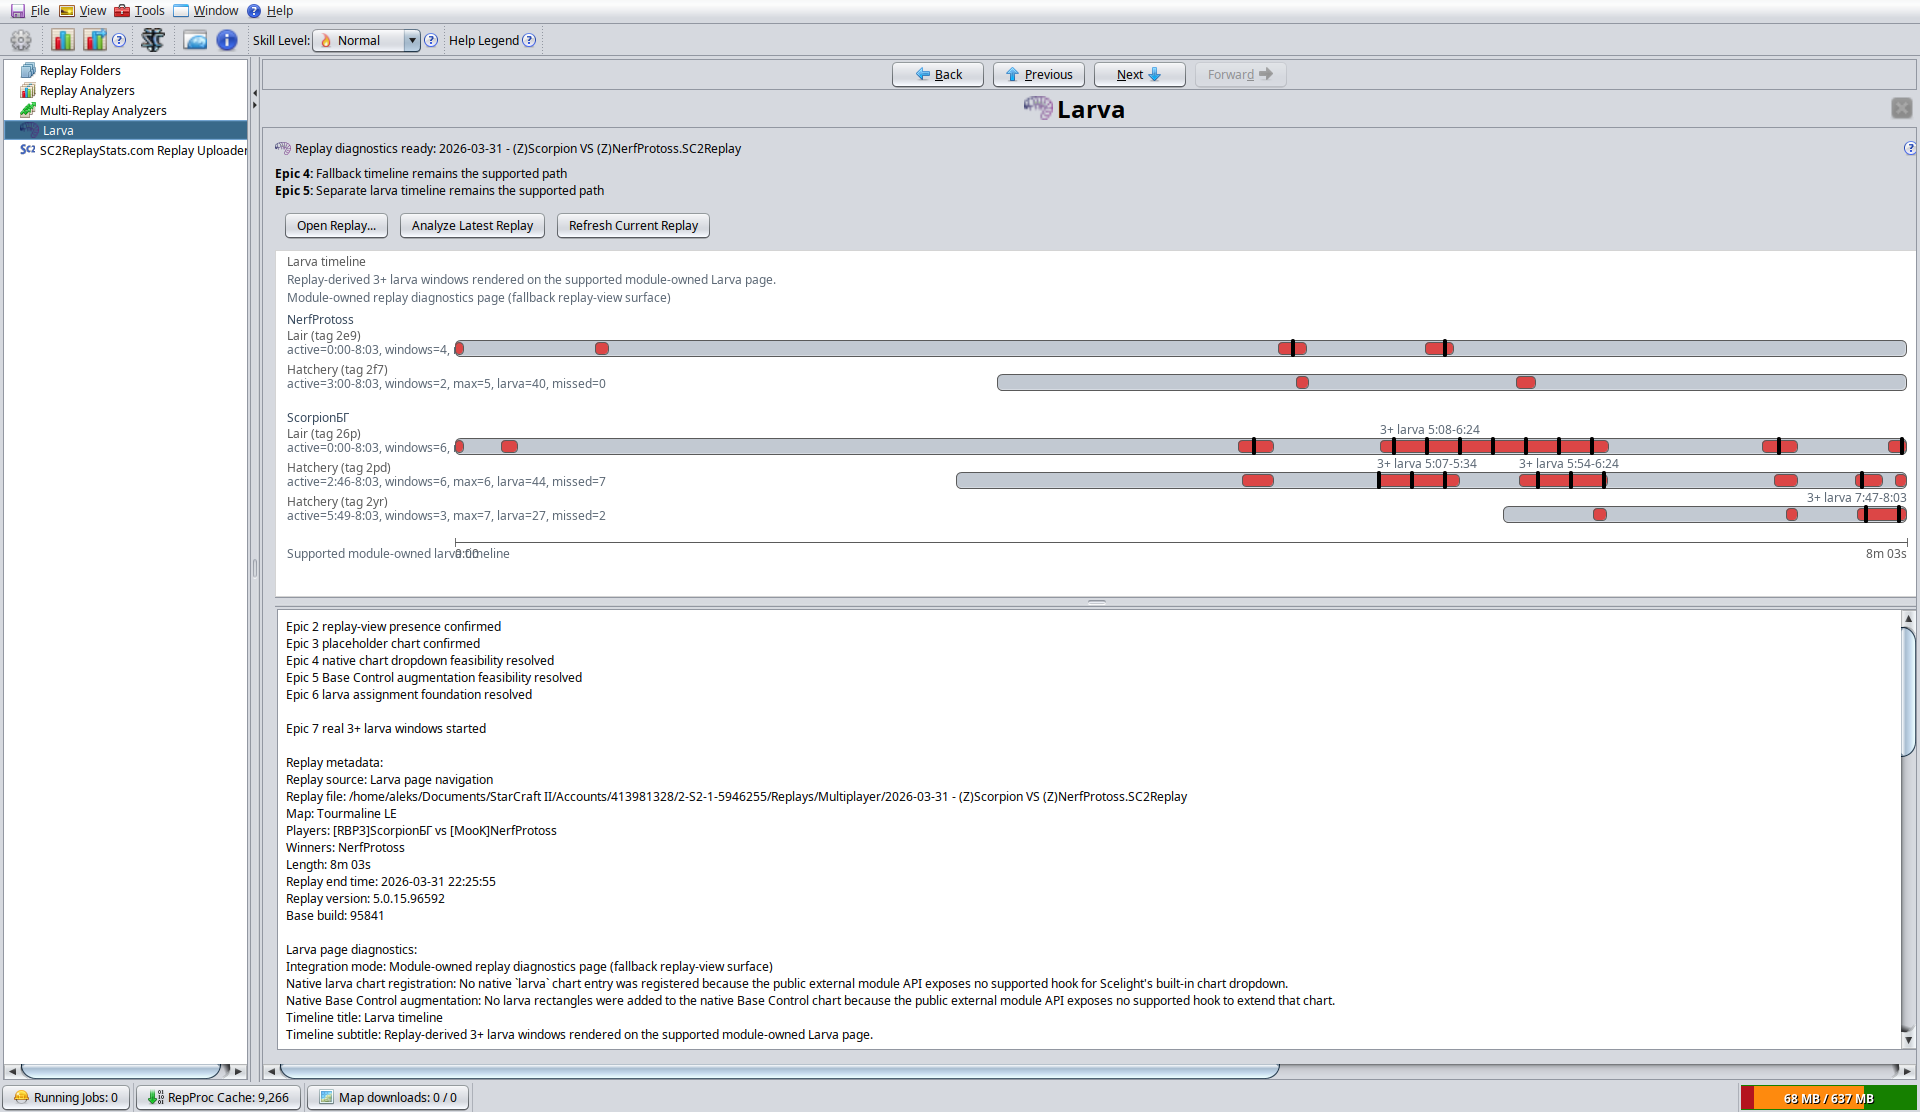 File View Tools Window Help
Skill Level: Normal Help Legend
Replay Folders
Replay Analyzers
Multi-Replay Analyzers
Larva
SC2 SC2ReplayStats.com Replay Uploader
Back Previous Next Forward
Larva
Replay diagnostics ready: 2026-03-31 - (Z)Scorpion VS (Z)NerfProtoss.SC2Replay
Epic 4: Fallback timeline remains the supported path
Epic 5: Separate larva timeline remains the supported path
Open Replay... Analyze Latest Replay Refresh Current Replay
Larva timeline
Replay-derived 3+ larva windows rendered on the supported module-owned Larva page.
Module-owned replay diagnostics page (fallback replay-view surface)
NerfProtoss
Lair (tag 2e9)
active=0:00-8:03, windows=4,
Hatchery (tag 2f7)
active=3:00-8:03, windows=2, max=5, larva=40, missed=0
ScorpionБГ
Lair (tag 26p) 3+ larva 5:08-6:24
active=0:00-8:03, windows=6,
Hatchery (tag 2pd) 3+ larva 5:07-5:34 3+ larva 5:54-6:24
active=2:46-8:03, windows=6, max=6, larva=44, missed=7
Hatchery (tag 2yr) 3+ larva 7:47-8:03
active=5:49-8:03, windows=3, max=7, larva=27, missed=2
Supported module-owned larva timeline 0:00 8m 03s
Epic 2 replay-view presence confirmed
Epic 3 placeholder chart confirmed
Epic 4 native chart dropdown feasibility resolved
Epic 5 Base Control augmentation feasibility resolved
Epic 6 larva assignment foundation resolved
Epic 7 real 3+ larva windows started
Replay metadata:
Replay source: Larva page navigation
Replay file: /home/aleks/Documents/StarCraft II/Accounts/413981328/2-S2-1-5946255/Replays/Multiplayer/2026-03-31 - (Z)Scorpion VS (Z)NerfProtoss.SC2Replay
Map: Tourmaline LE
Players: [RBP3]ScorpionБГ vs [MooK]NerfProtoss
Winners: NerfProtoss
Length: 8m 03s
Replay end time: 2026-03-31 22:25:55
Replay version: 5.0.15.96592
Base build: 95841
Larva page diagnostics:
Integration mode: Module-owned replay diagnostics page (fallback replay-view surface)
Native larva chart registration: No native `larva` chart entry was registered because the public external module API exposes no supported hook for Scelight's built-in chart dropdown.
Native Base Control augmentation: No larva rectangles were added to the native Base Control chart because the public external module API exposes no supported hook to extend that chart.
Timeline title: Larva timeline
Timeline subtitle: Replay-derived 3+ larva windows rendered on the supported module-owned Larva page.
Running Jobs: 0 RepProc Cache: 9,266 Map downloads: 0 / 0 68 MB / 637 MB